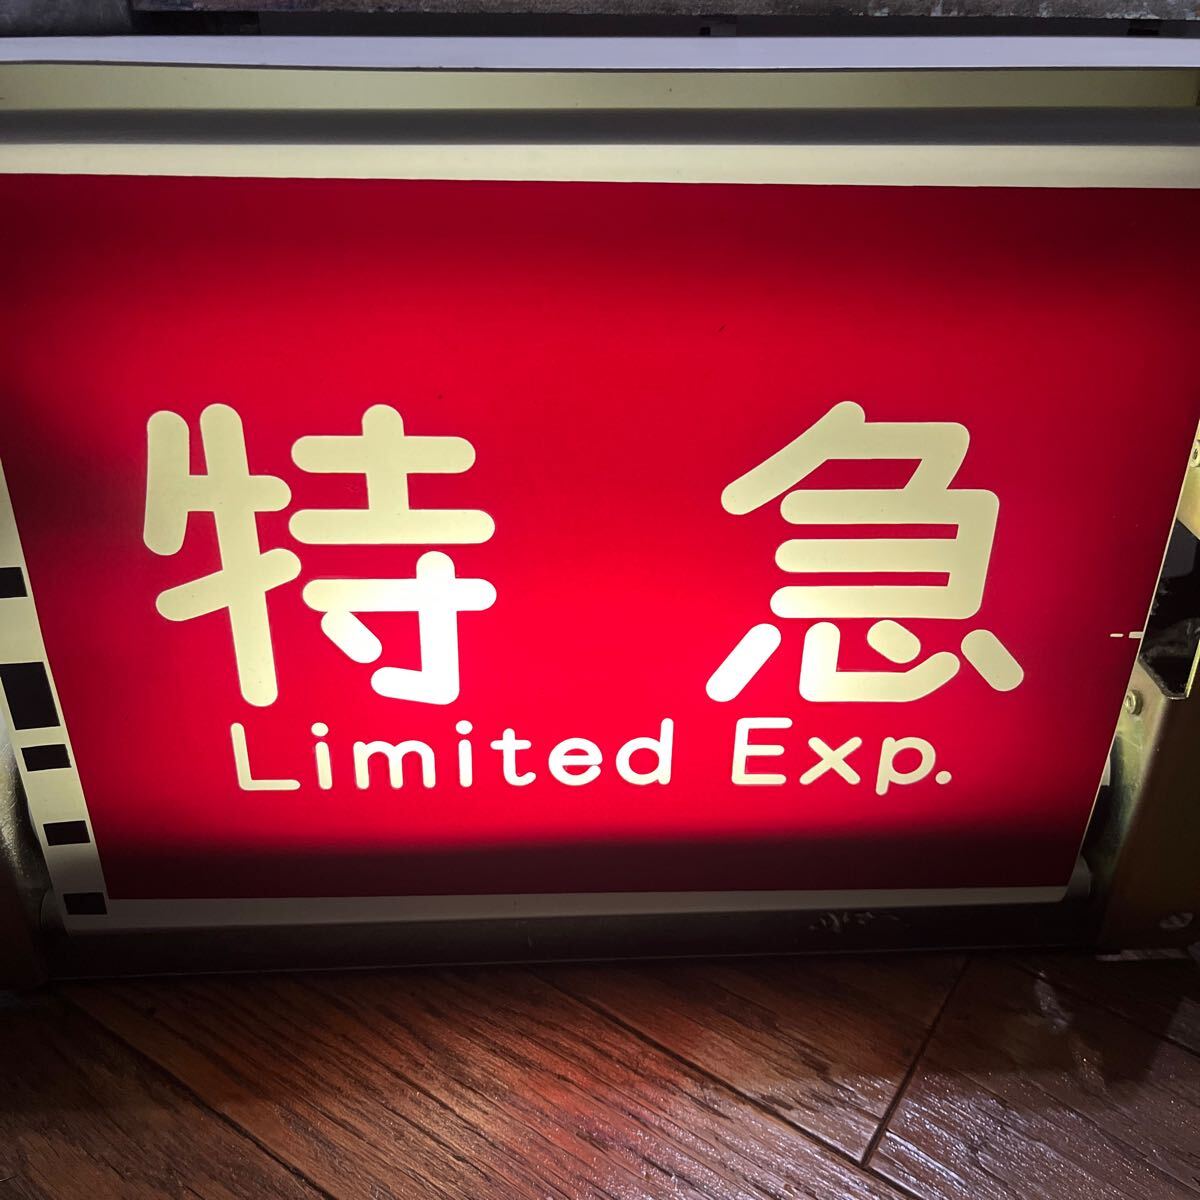 特急
Limited Exp.